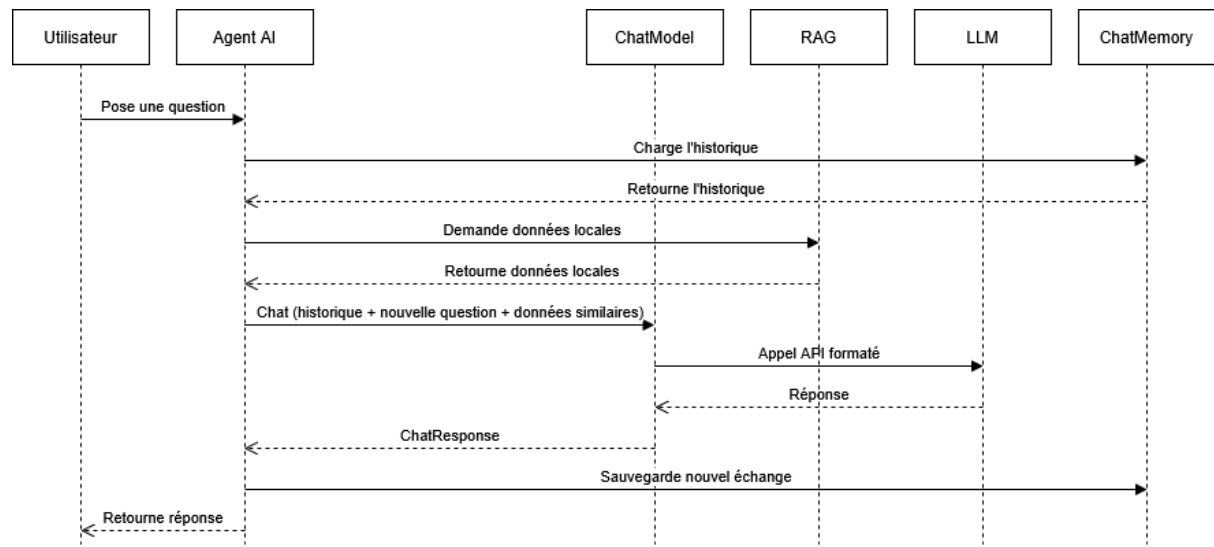 Utilisateur
Agent AI
ChatModel
RAG
LLM
ChatMemory
Pose une question
Charge l'historique
Retourne l'historique
Demande données locales
Retourne données locales
Chat (historique + nouvelle question + données similaires)
Appel API formaté
Réponse
ChatResponse
Sauvegarde nouvel échange
Retourne réponse